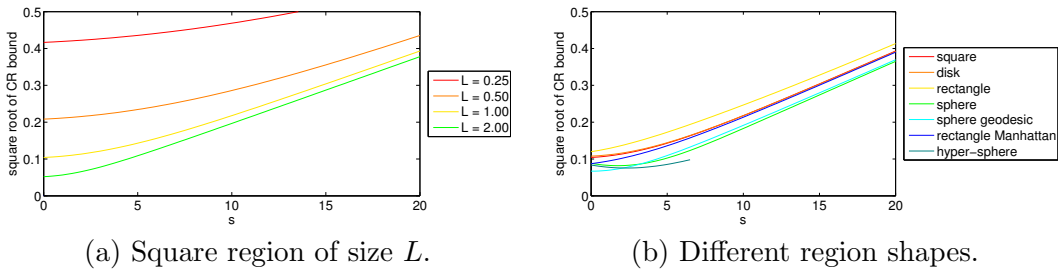 0.5
0.4
0.3
0.2
0.1
0
0 5 10 15 20
s
square root of CR bound
L = 0.25
L = 0.50
L = 1.00
L = 2.00
(a) Square region of size L.
0.5
0.4
0.3
0.2
0.1
0
0 5 10 15 20
s
square root of CR bound
square
disk
rectangle
sphere
sphere geodesic
rectangle Manhattan
hyper-sphere
(b) Different region shapes.